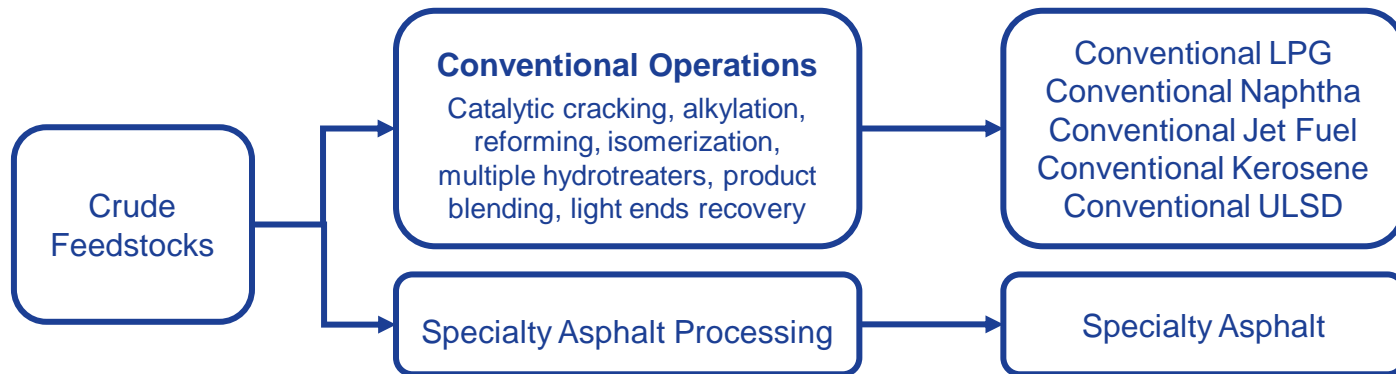 Crude
Feedstocks
Conventional Operations
Catalytic cracking, alkylation,
reforming, isomerization,
multiple hydrotreaters, product
blending, light ends recovery
Conventional LPG
Conventional Naphtha
Conventional Jet Fuel
Conventional Kerosene
Conventional ULSD
Specialty Asphalt Processing
Specialty Asphalt